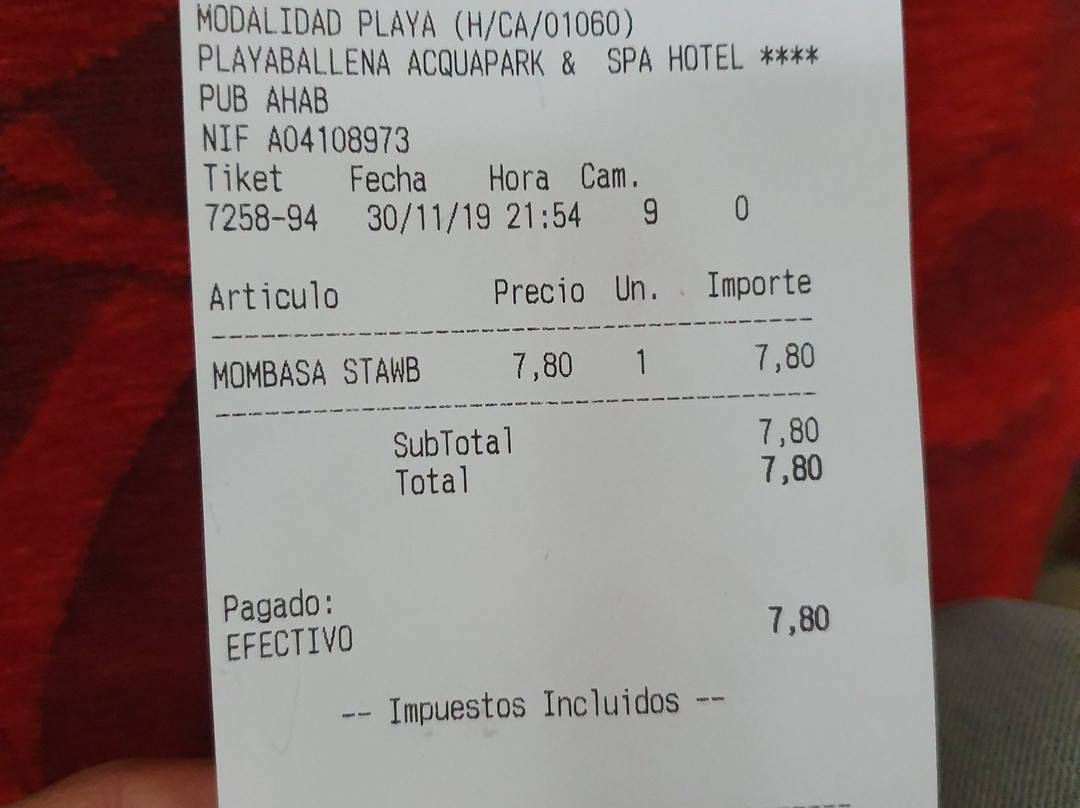 MODALIDAD PLAYA (H/CA/01060)
PLAYABALLENA ACQUAPARK & SPA HOTEL ****
PUB AHAB
NIF A04108973
Tiket Fecha Hora Cam.
7258-94 30/11/19 21:54 9 0
Articulo Precio Un. Importe
MOMBASA STAWB 7,80 1 7,80
SubTotal 7,80
Total 7,80
Pagado:
EFECTIVO 7,80
-- Impuestos Incluidos --